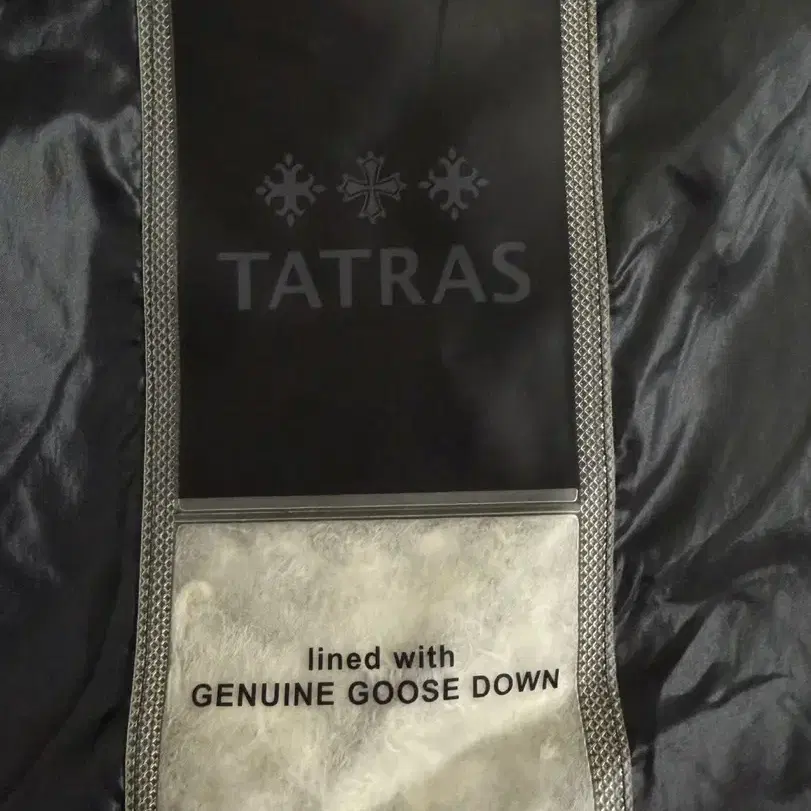 TATRAS
lined with
GENUINE GOOSE DOWN